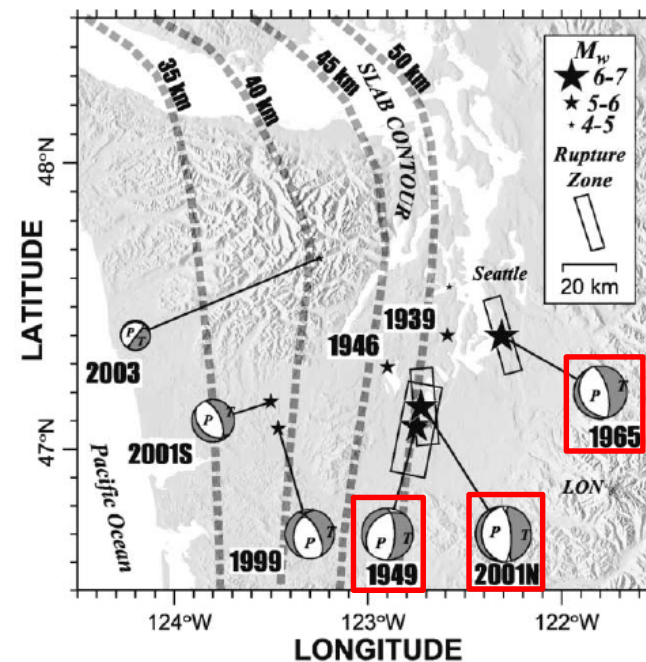 35 km
40 km
45 km
50 km
SLAB CONTOUR
Mw
6-7
5-6
4-5
Rupture
Zone
20 km
48°N
LATITUDE
47°N
Seattle
1939
1946
P
T
2003
P
T
2001S
P
T
1965
Pacific Ocean
LON
P
T
1999
P
T
1949
P
T
2001N
124°W
123°W
122°W
LONGITUDE